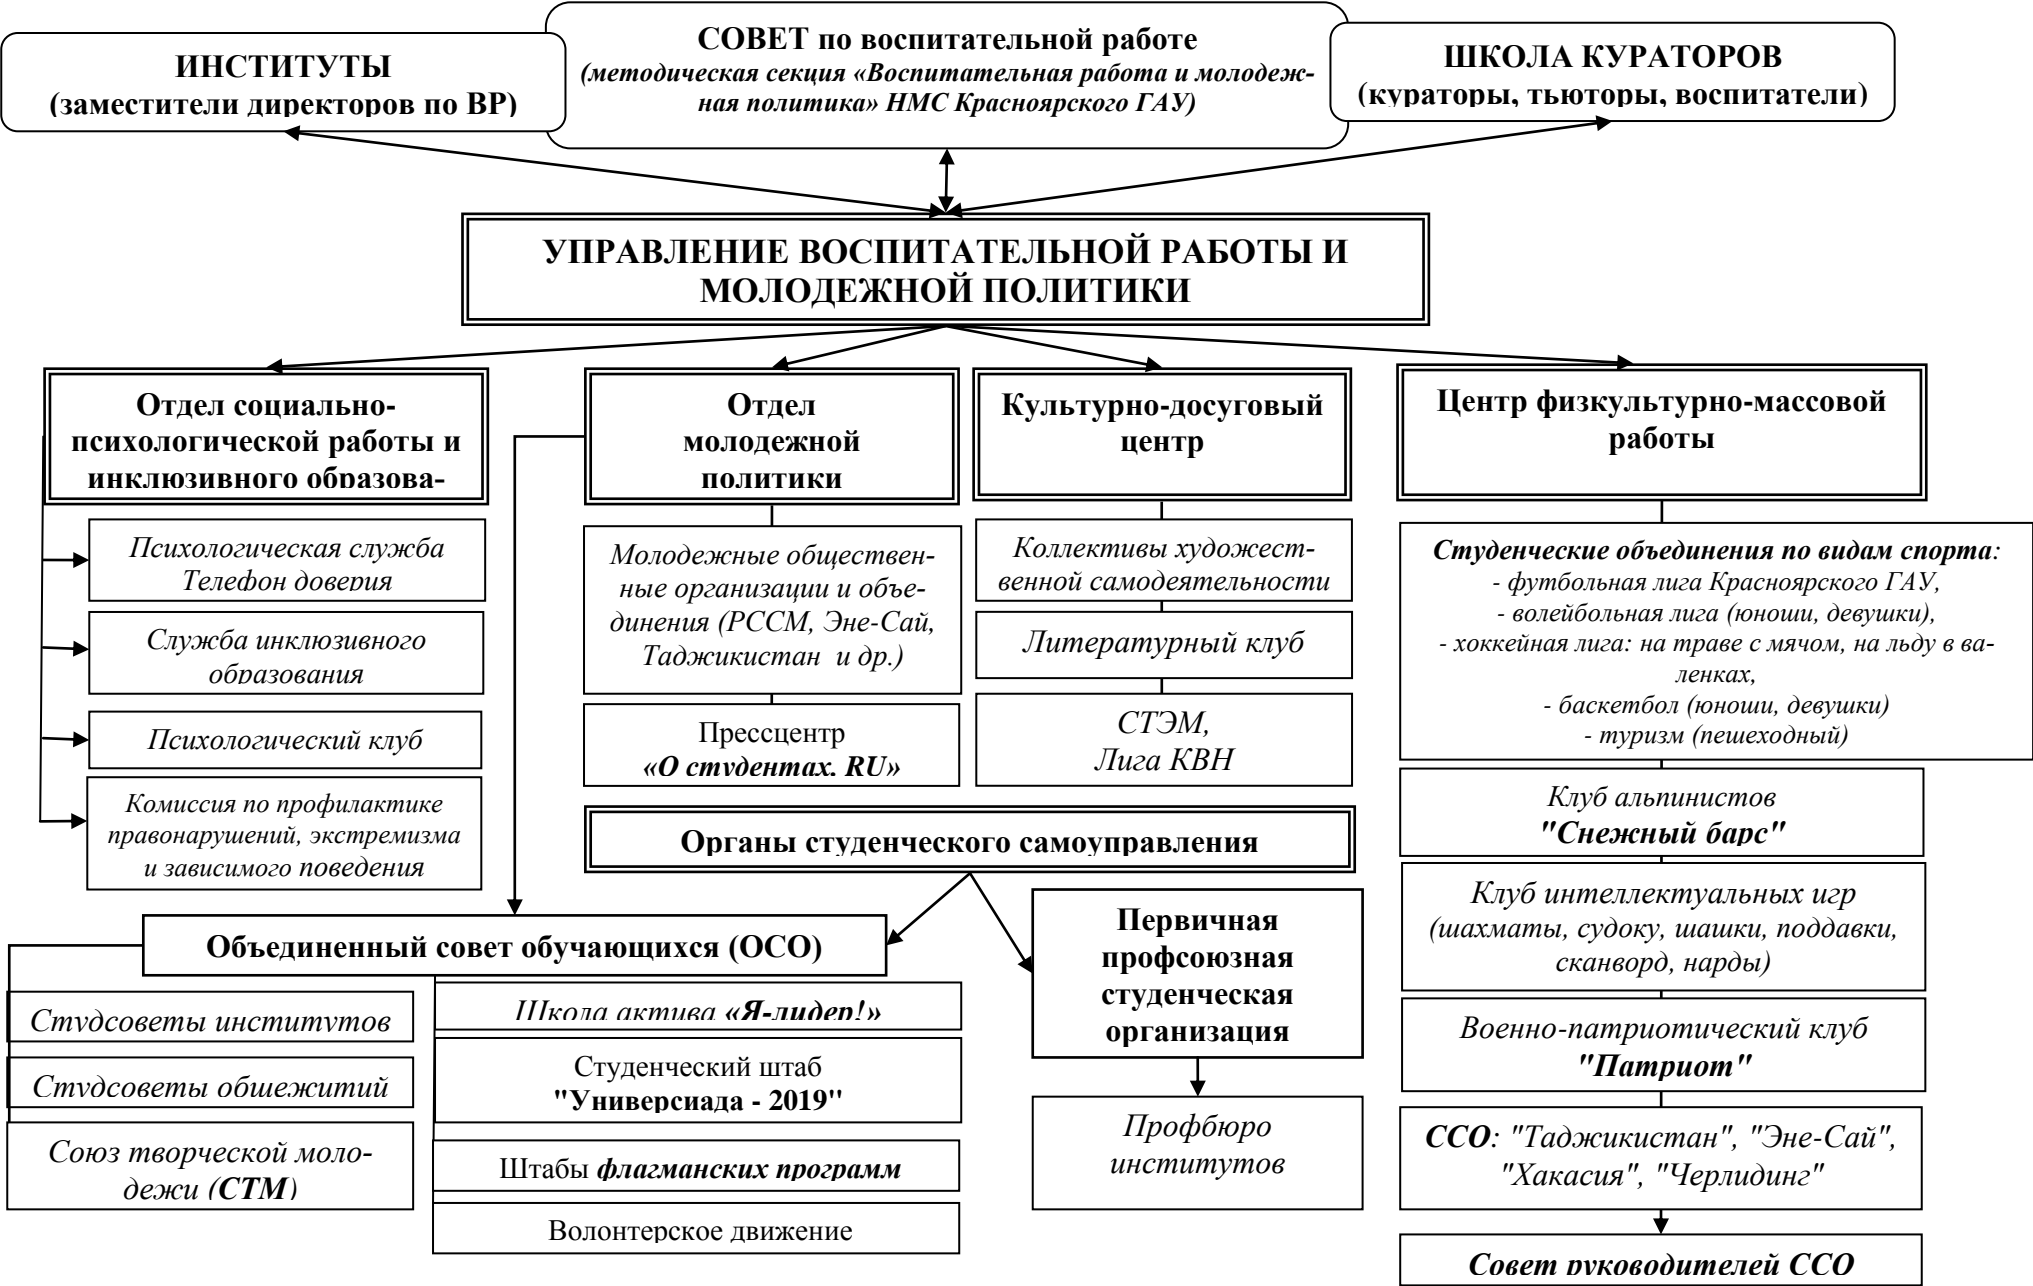 ИНСТИТУТЫ
(заместители директоров по ВР)
СОВЕТ по воспитательной работе
(методическая секция «Воспитательная работа и молодеж-
ная политика» НМС Красноярского ГАУ)
ШКОЛА КУРАТОРОВ
(кураторы, тьюторы, воспитатели)
УПРАВЛЕНИЕ ВОСПИТАТЕЛЬНОЙ РАБОТЫ И
МОЛОДЕЖНОЙ ПОЛИТИКИ
Отдел социально-
психологической работы и
инклюзивного образова-
Психологическая служба
Телефон доверия
Служба инклюзивного
образования
Психологический клуб
Комиссия по профилактике
правонарушений, экстремизма
и зависимого поведения
Отдел
молодежной
политики
Молодежные обществен-
ные организации и объе-
динения (РССМ, Эне-Сай,
Таджикистан и др.)
Прессцентр
«О студентах. RU»
Культурно-досуговый
центр
Коллективы художест-
венной самодеятельности
Литературный клуб
СТЭМ,
Лига КВН
Центр физкультурно-массовой
работы
Студенческие объединения по видам спорта:
- футбольная лига Красноярского ГАУ,
- волейбольная лига (юноши, девушки),
- хоккейная лига: на траве с мячом, на льду в ва-
ленках,
- баскетбол (юноши, девушки)
- туризм (пешеходный)
Клуб альпинистов
"Снежный барс"
Клуб интеллектуальных игр
(шахматы, судоку, шашки, поддавки,
сканворд, нарды)
Военно-патриотический клуб
"Патриот"
ССО: "Таджикистан", "Эне-Сай",
"Хакасия", "Черлидинг"
Совет руководителей ССО
Органы студенческого самоуправления
Объединенный совет обучающихся (ОСО)
Студсоветы институтов
Студсоветы общежитий
Союз творческой моло-
дежи (СТМ)
Школа актива «Я-лидер!»
Студенческий штаб
"Универсиада - 2019"
Штабы флагманских программ
Волонтерское движение
Первичная
профсоюзная
студенческая
организация
Профбюро
институтов